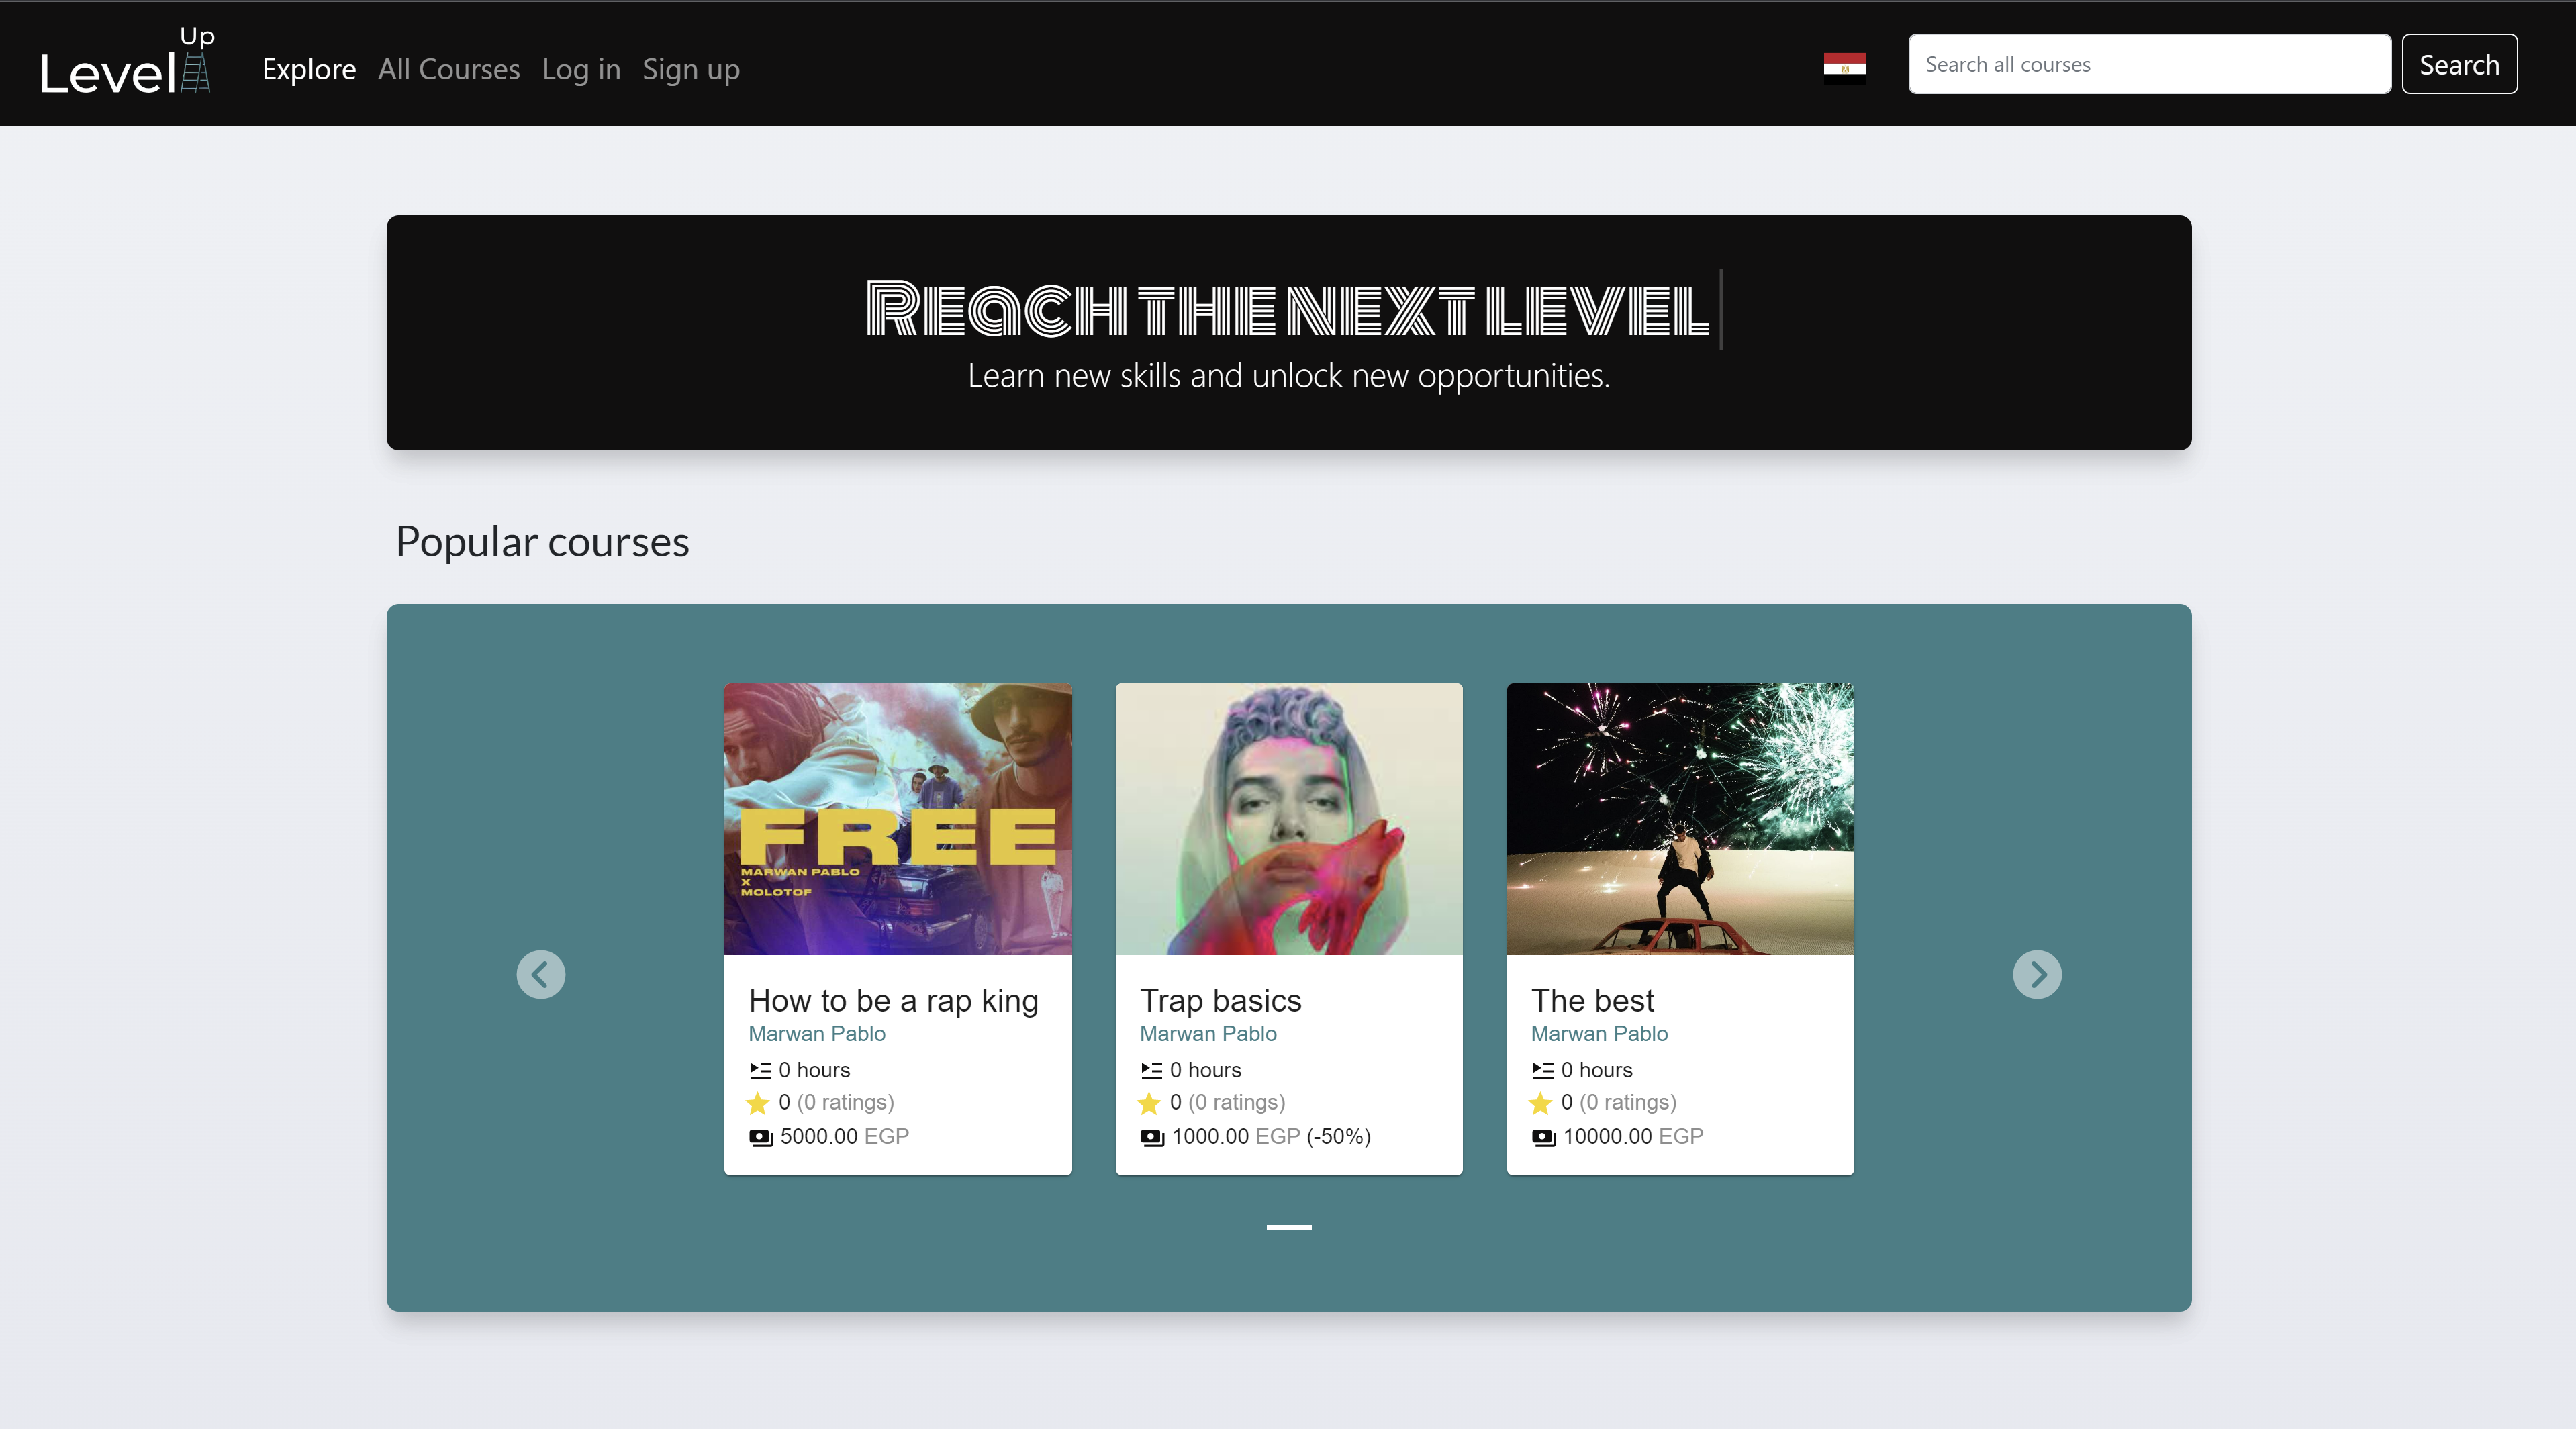 Level Up
Explore All Courses Log in Sign up
Search all courses
Search
Reach the next level
Learn new skills and unlock new opportunities.
Popular courses
FREE
MARWAN PABLO
X
MOLOTOF
How to be a rap king
Marwan Pablo
0 hours
0 (0 ratings)
5000.00 EGP
Trap basics
Marwan Pablo
0 hours
0 (0 ratings)
1000.00 EGP (-50%)
The best
Marwan Pablo
0 hours
0 (0 ratings)
10000.00 EGP